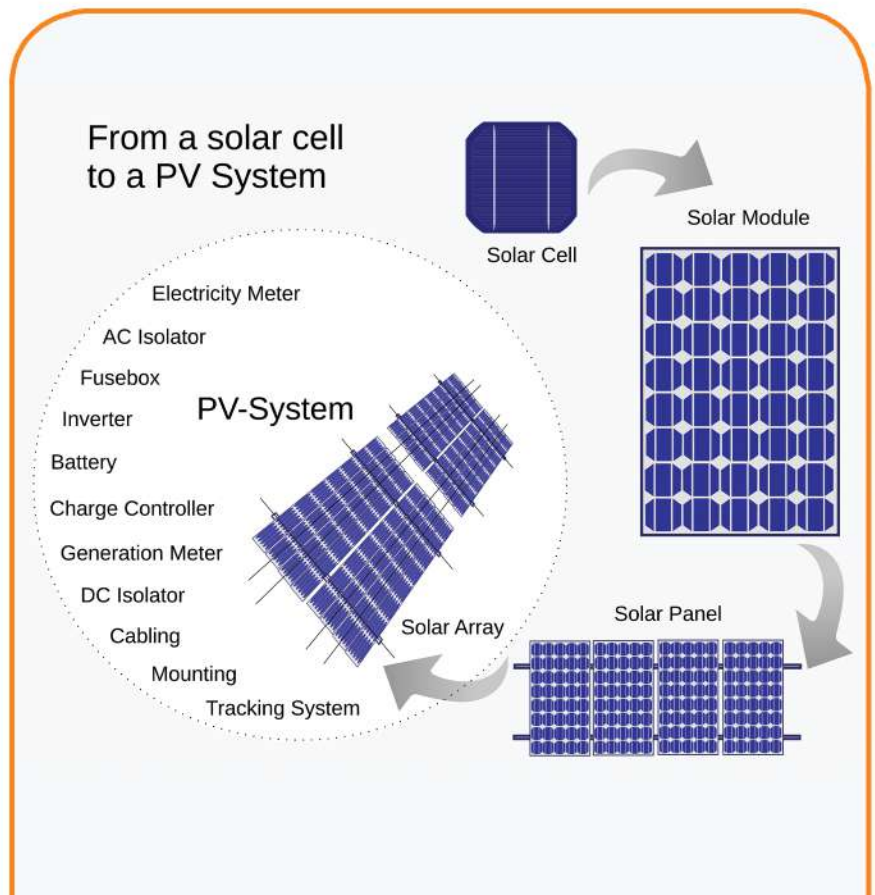 From a solar cell
to a PV System
Solar Cell
Solar Module
Electricity Meter
AC Isolator
Fusebox
PV-System
Inverter
Battery
Charge Controller
Generation Meter
DC Isolator
Cabling
Mounting
Tracking System
Solar Array
Solar Panel